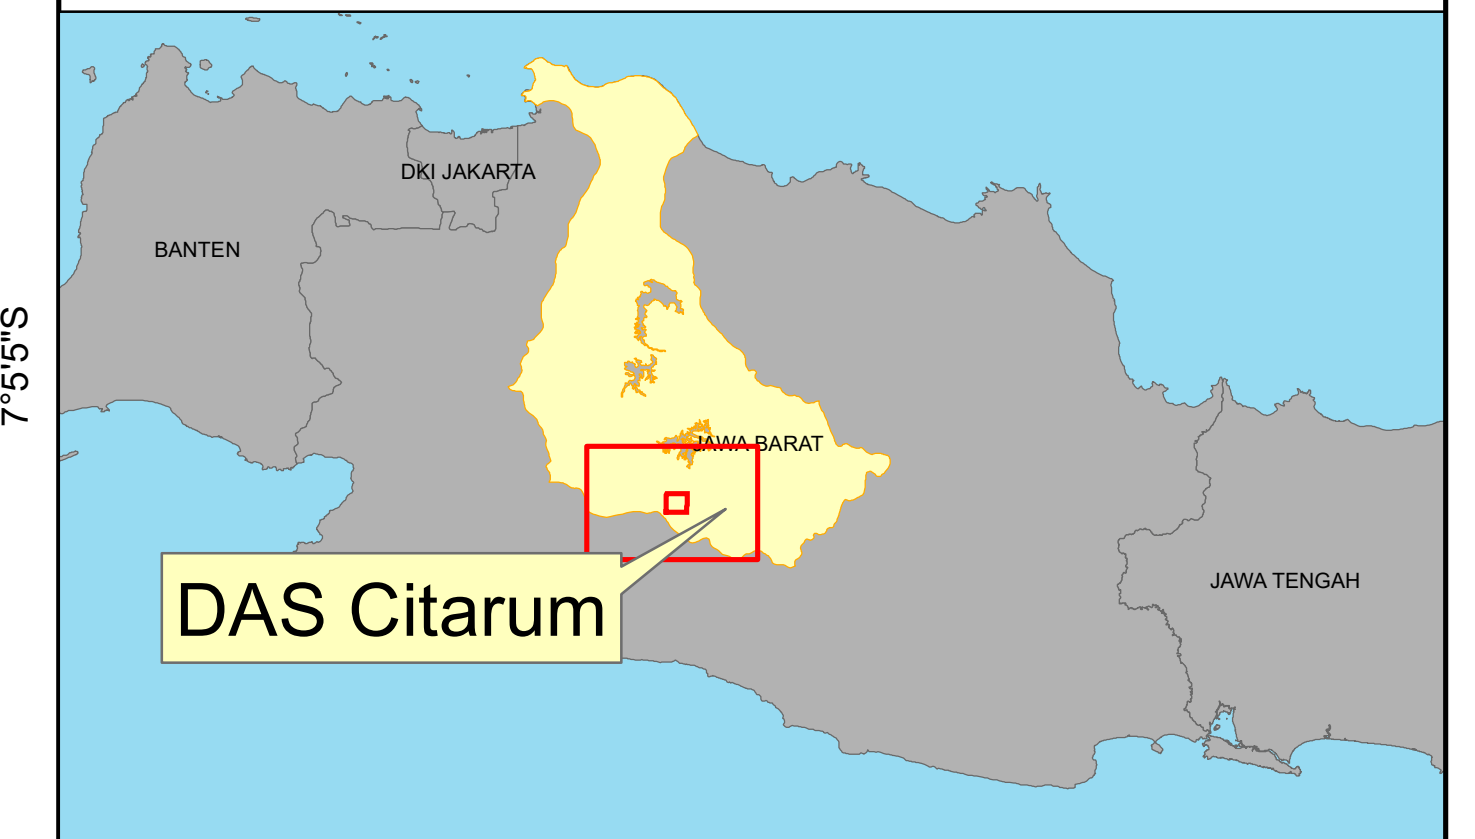 DKI JAKARTA
BANTEN
7°5'5"S
JAWA BARAT
JAWA TENGAH
DAS Citarum